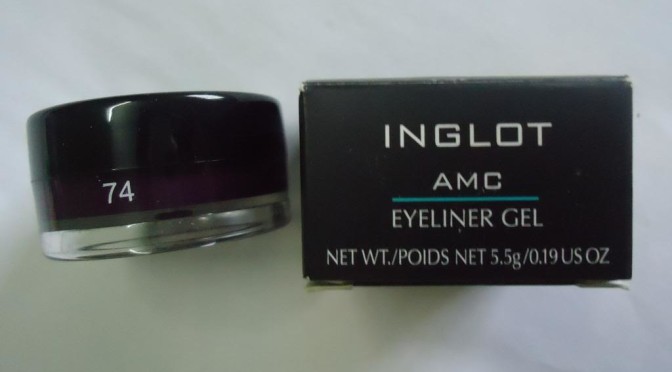 74
INGLOT
AMC
EYELINER GEL
NET WT./POIDS NET 5.5g/0.19 US OZ